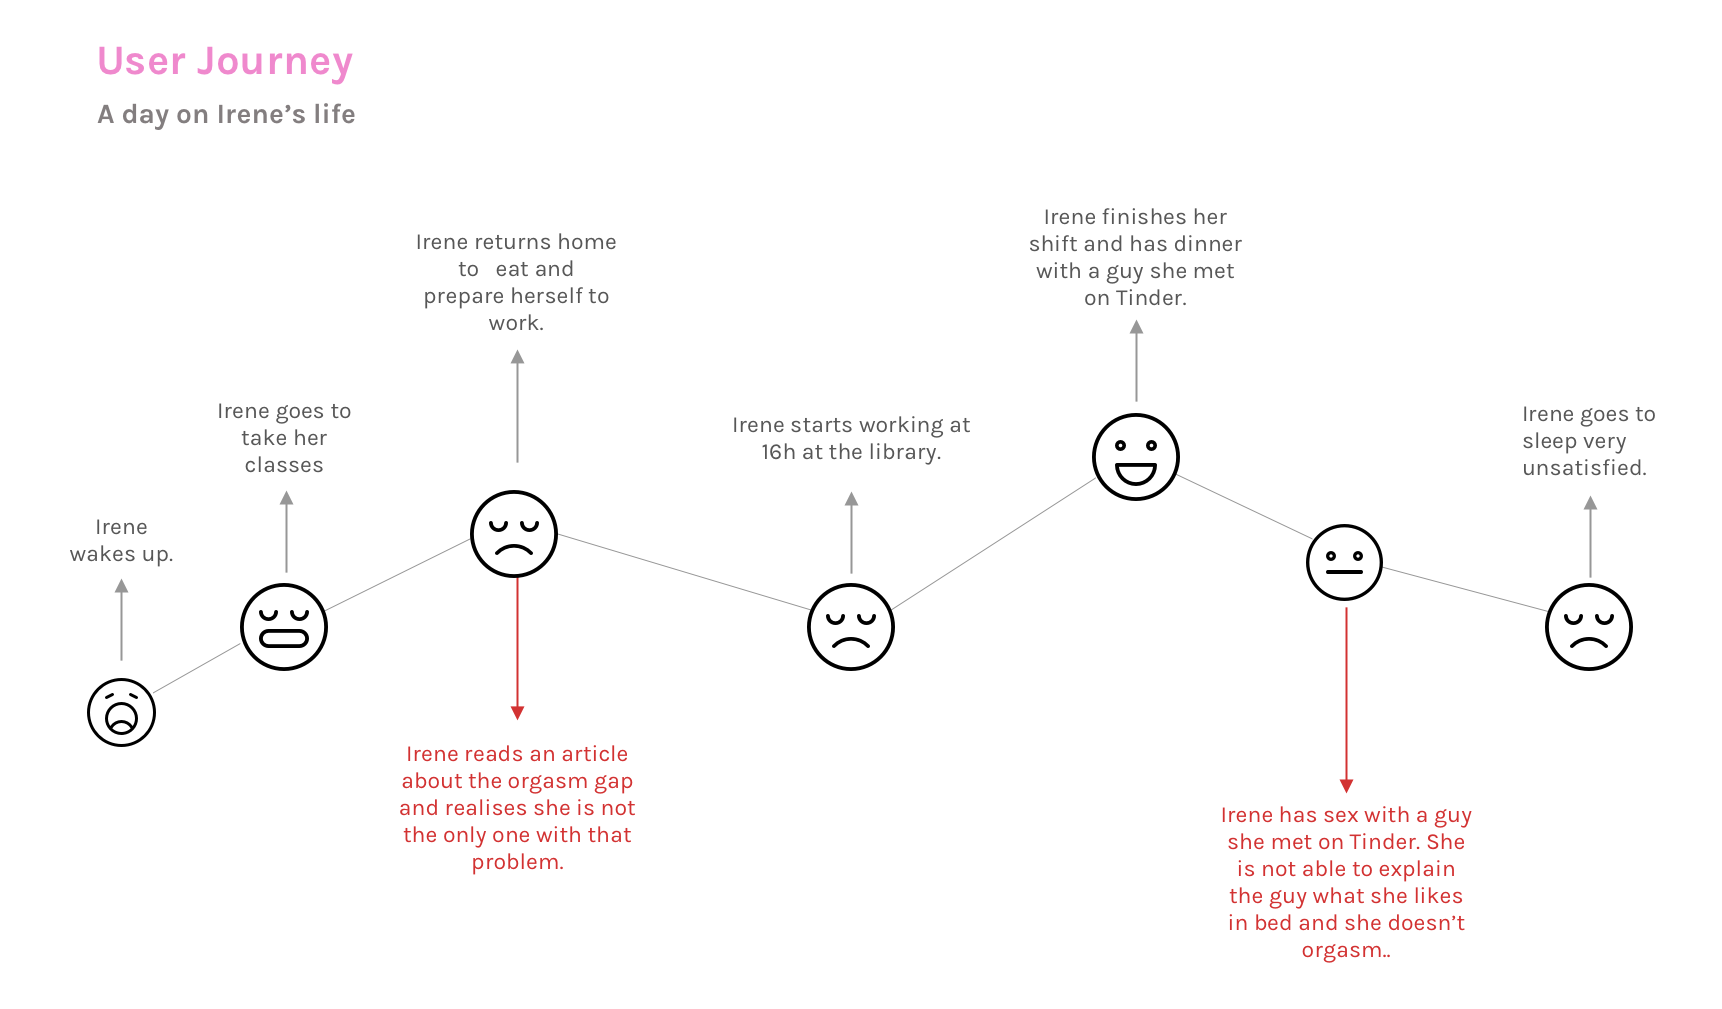 User Journey
A day on Irene’s life
Irene
wakes up.
Irene goes to
take her
classes
Irene returns home
to eat and
prepare herself to
work.
Irene reads an article
about the orgasm gap
and realises she is not
the only one with that
problem.
Irene starts working at
16h at the library.
Irene finishes her
shift and has dinner
with a guy she met
on Tinder.
Irene has sex with a guy
she met on Tinder. She
is not able to explain
the guy what she likes
in bed and she doesn’t
orgasm..
Irene goes to
sleep very
unsatisfied.